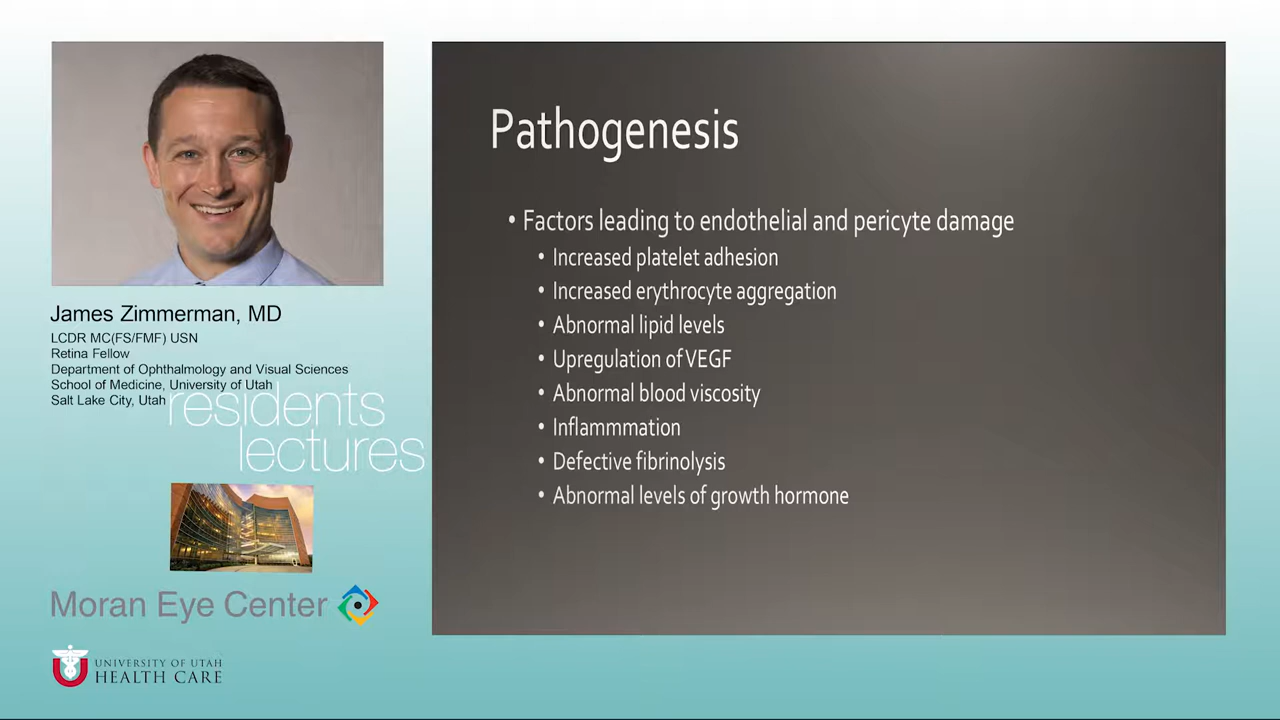 James Zimmerman, MD
LCDR MC(FS/FMF) USN
Retina Fellow
Department of Ophthalmology and Visual Sciences
School of Medicine, University of Utah
Salt Lake City, Utah
residents
lectures
Moran Eye Center
UNIVERSITY OF UTAH
HEALTH CARE
Pathogenesis
• Factors leading to endothelial and pericyte damage
• Increased platelet adhesion
• Increased erythrocyte aggregation
• Abnormal lipid levels
• Upregulation of VEGF
• Abnormal blood viscosity
• Inflammmation
• Defective fibrinolysis
• Abnormal levels of growth hormone